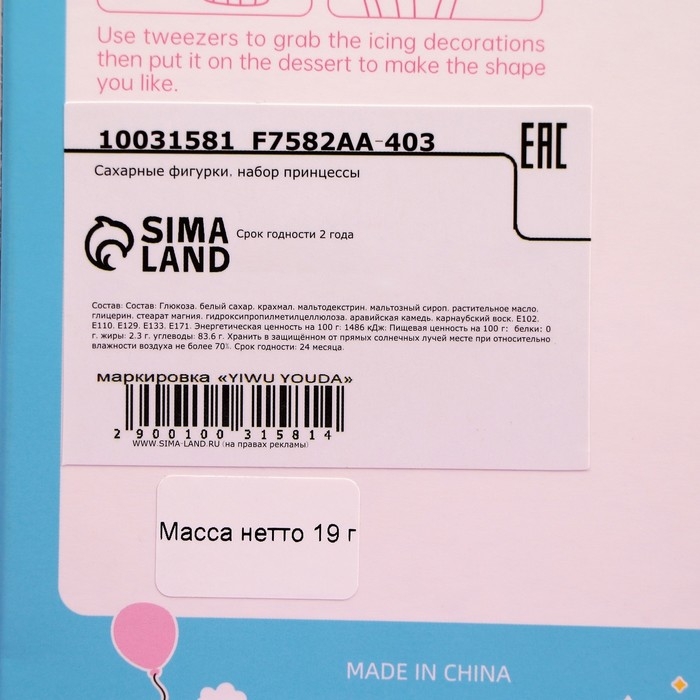 Use tweezers to grab the icing decorations
then put it on the dessert to make the shape
you like.
10031581 F7582AA-403
EAC
Сахарные фигурки. набор принцессы
SIMA
LAND
Срок годности 2 года
Состав: Состав: Глюкоза. белый сахар. крахмал. мальтодекстрин. мальтозный сироп. растительное масло.
глицерин. стеарат магния. гидроксипропилметилцеллюлоза. аравийская камедь. карнаубский воск. Е102.
Е110. Е129. Е133. Е171. Энергетическая ценность на 100 г: 1486 кДж: Пищевая ценность на 100 г: белки: 0
г. жиры: 2.3 г. углеводы: 83.6 г. Хранить в защищённом от прямых солнечных лучей месте при относительно
влажности воздуха не более 70%. Срок годности: 24 месяца.
маркировка «YIWU YOUDA»
2 900100 315814
WWW.SIMA-LAND.RU (на правах рекламы)
Масса нетто 19 г
MADE IN CHINA